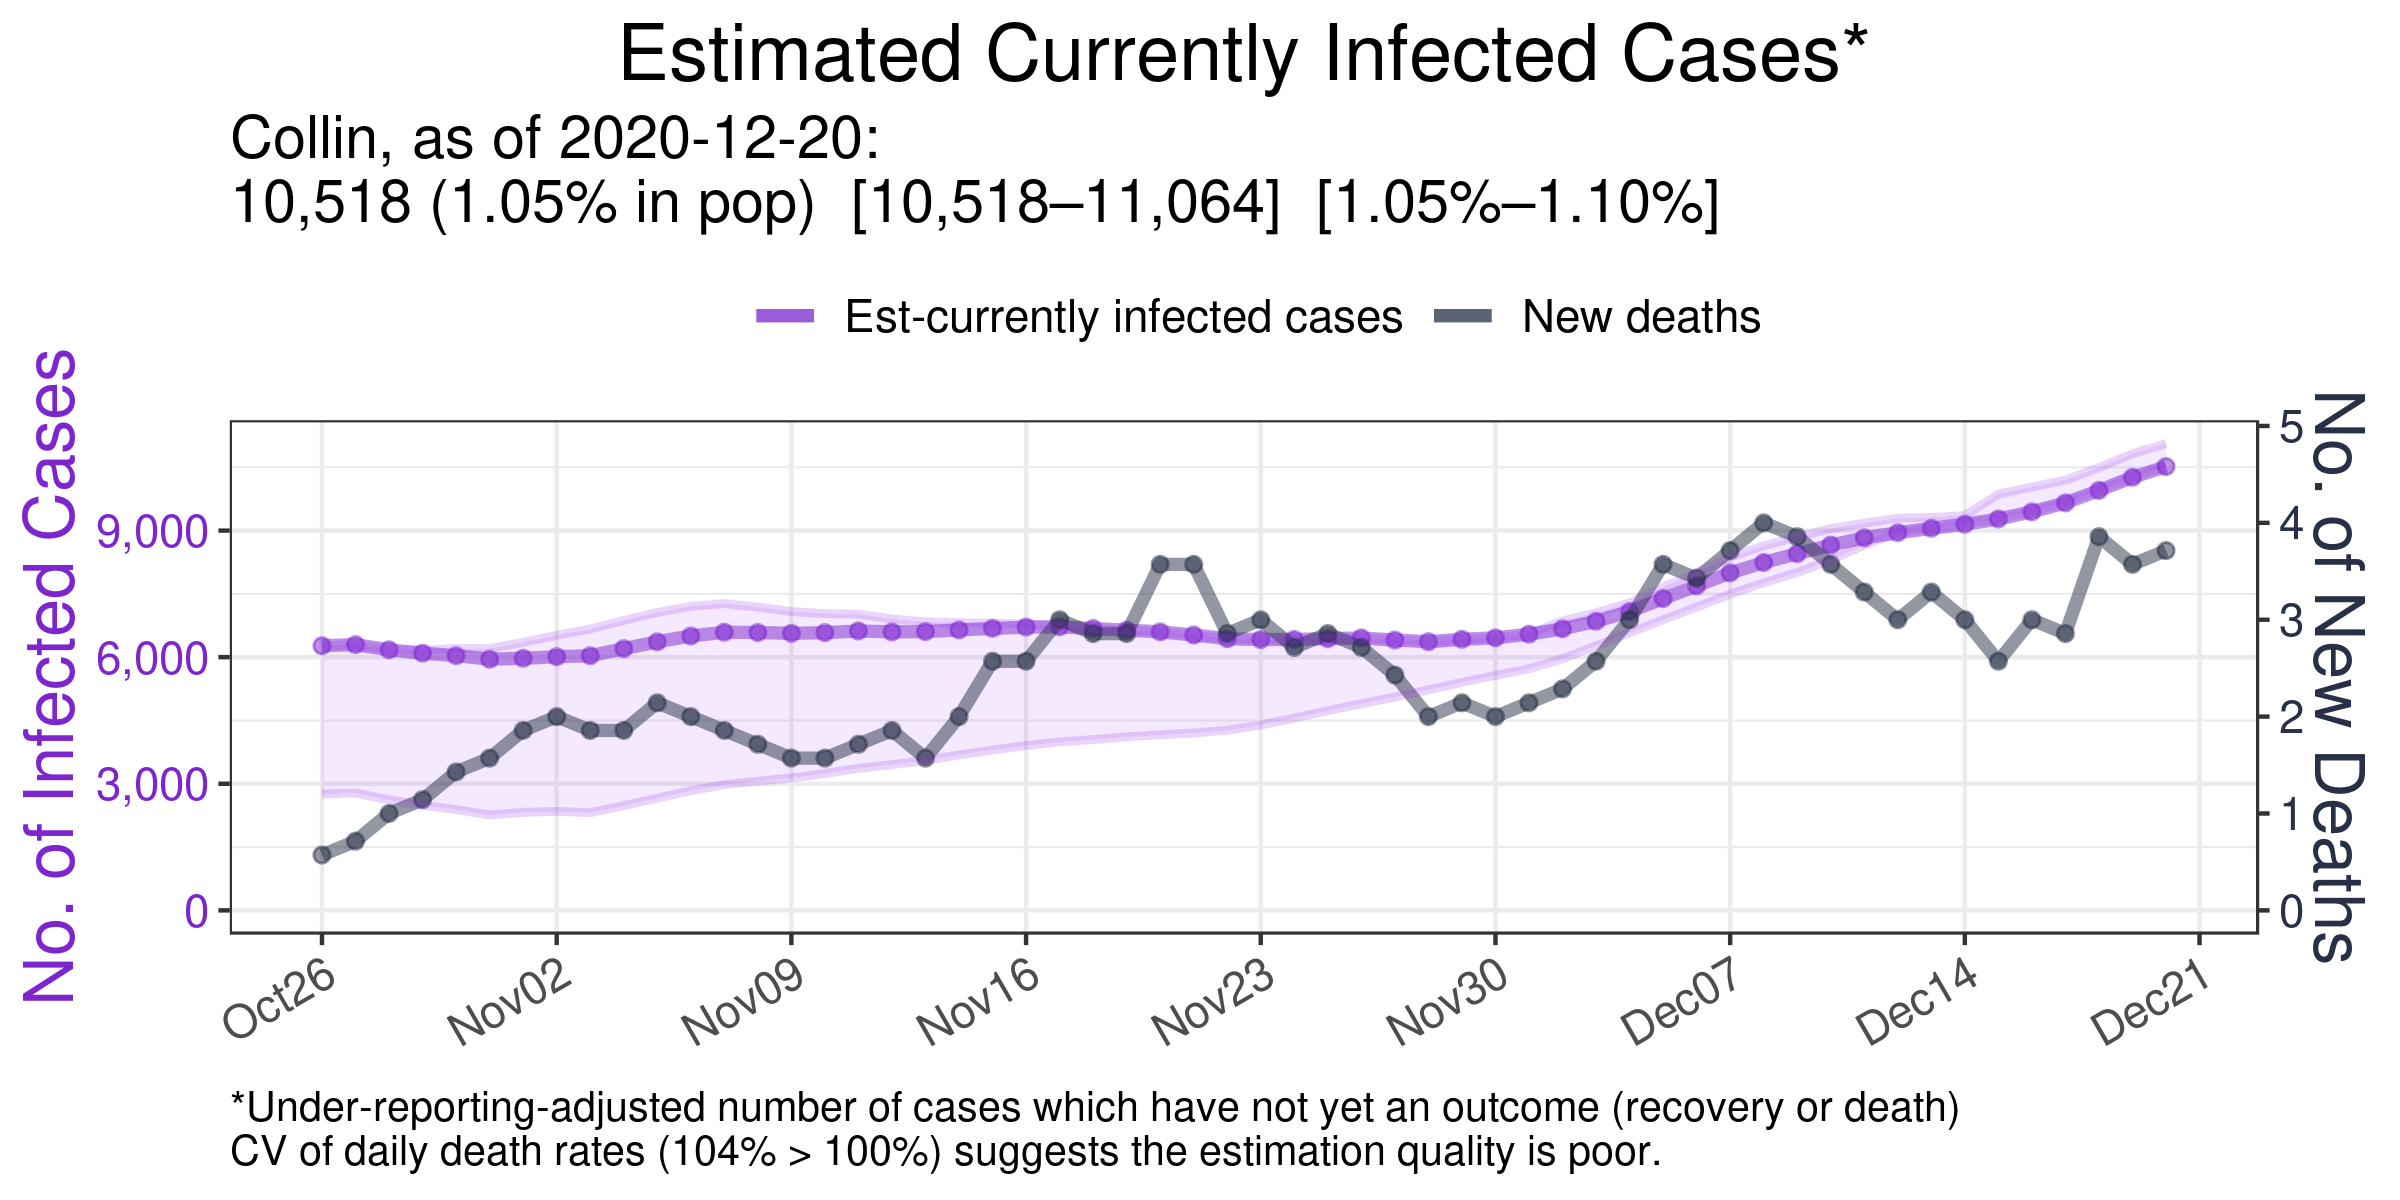 Estimated Currently Infected Cases*
Collin, as of 2020-12-20:
10,518 (1.05% in pop)  [10,518–11,064]  [1.05%–1.10%]
Est-currently infected cases
New deaths
No. of Infected Cases
9,000
6,000
3,000
0
5
4
3
2
1
0
No. of New Deaths
Oct26
Nov02
Nov09
Nov16
Nov23
Nov30
Dec07
Dec14
Dec21
*Under-reporting-adjusted number of cases which have not yet an outcome (recovery or death)
CV of daily death rates (104% > 100%) suggests the estimation quality is poor.